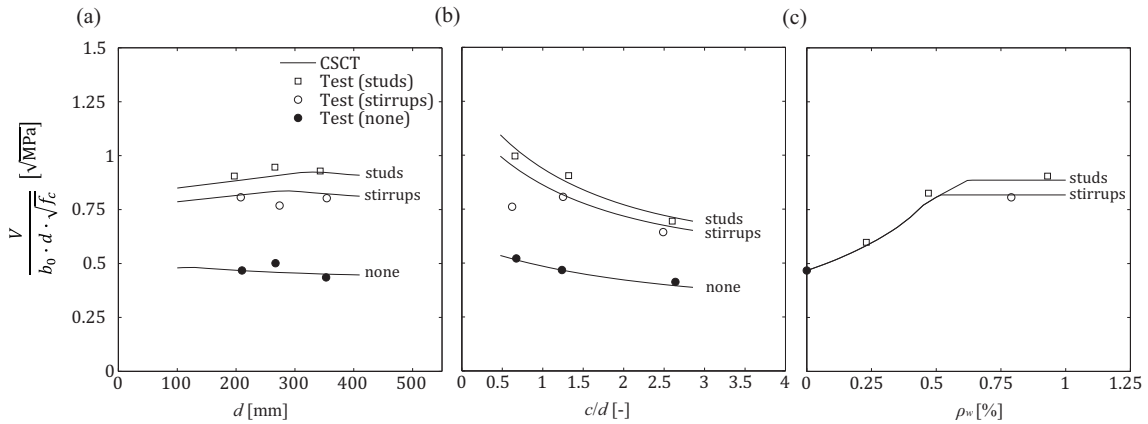 (a)
(b)
(c)
V
b₀ · d · √f_c
[√MPa]
1.5
1.25
1
0.75
0.5
0.25
0
CSCT
Test (studs)
Test (stirrups)
Test (none)
studs
stirrups
none
0 100 200 300 400 500
d [mm]
studs
stirrups
none
0 0.5 1 1.5 2 2.5 3 3.5 4
c/d [-]
studs
stirrups
0 0.25 0.5 0.75 1 1.25
ρw [%]